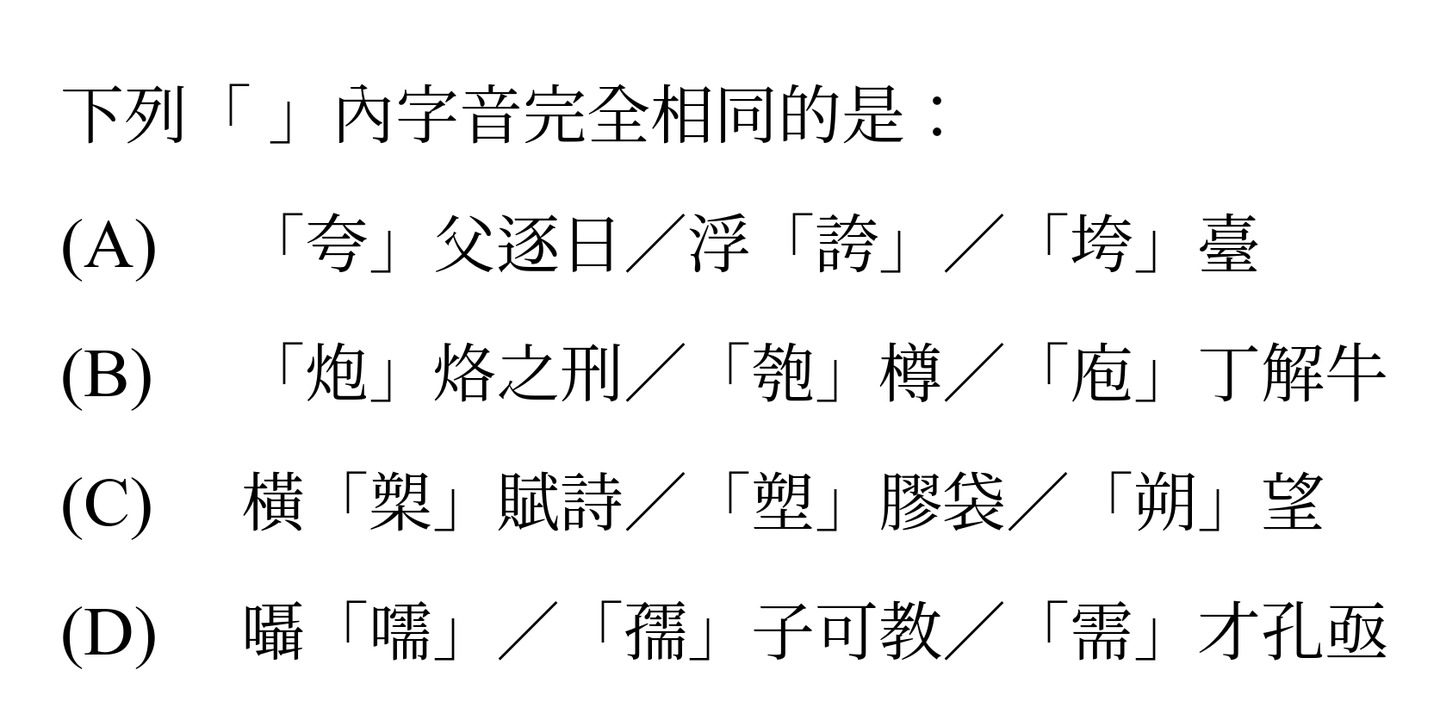 下列「 」內字音完全相同的是：
(A) 「夸」父逐日／浮「誇」／「垮」臺
(B) 「炮」烙之刑／「匏」樽／「庖」丁解牛
(C) 橫「槊」賦詩／「塑」膠袋／「朔」望
(D) 囁「嚅」／「孺」子可教／「需」才孔亟